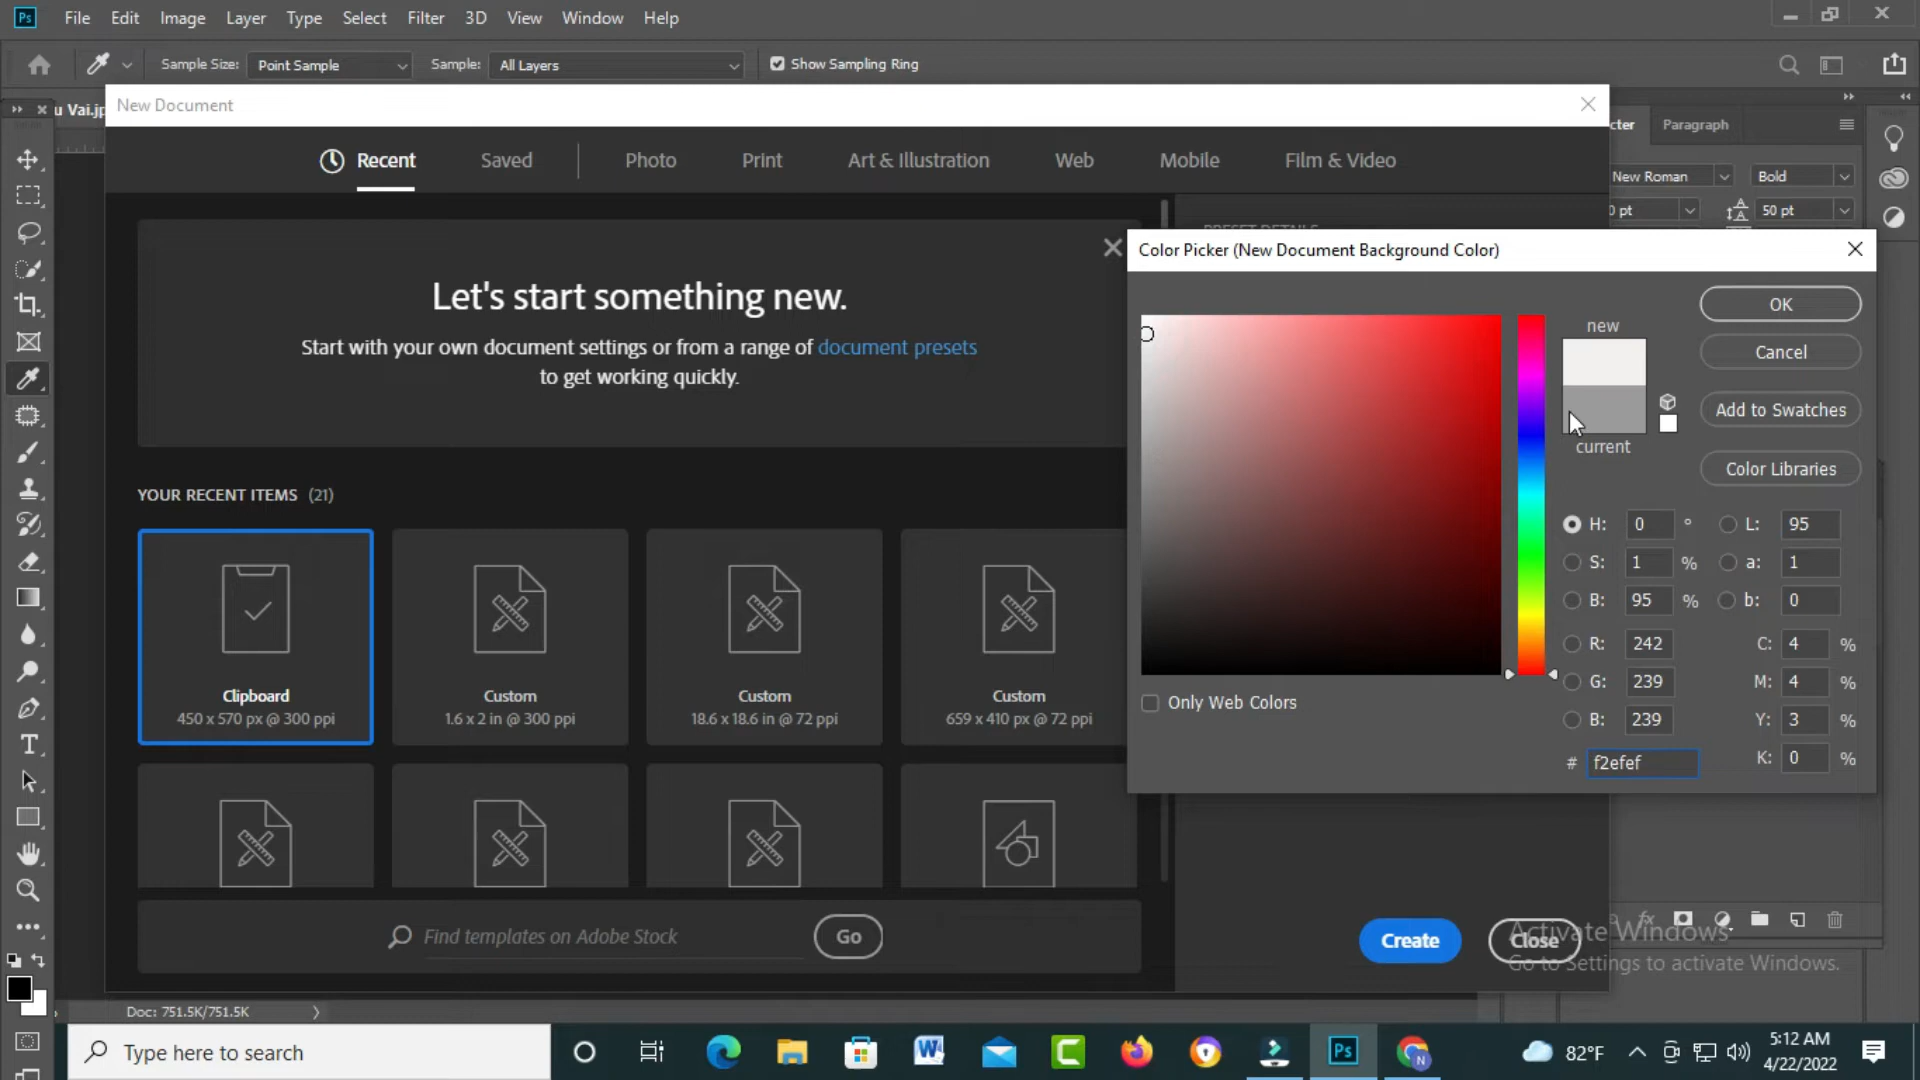 Ps File Edit Image Layer Type Select Filter 3D View Window Help
Sample Size: Point Sample Sample: All Layers Show Sampling Ring
u Vai.jp
New Document
Recent Saved Photo Print Art & Illustration Web Mobile Film & Video
cter Paragraph
New Roman Bold
0 pt 50 pt
Let's start something new.
Start with your own document settings or from a range of document presets
to get working quickly.
YOUR RECENT ITEMS (21)
Clipboard
450 x 570 px @ 300 ppi
Custom
1.6 x 2 in @ 300 ppi
Custom
18.6 x 18.6 in @ 72 ppi
Custom
659 x 410 px @ 72 ppi
Find templates on Adobe Stock Go
PRESET DETAILS
Color Picker (New Document Background Color)
new
current
OK
Cancel
Add to Swatches
Color Libraries
H: 0 ° L: 95
S: 1 % a: 1
B: 95 % b: 0
R: 242 C: 4 %
G: 239 M: 4 %
B: 239 Y: 3 %
# f2efef K: 0 %
Only Web Colors
Create Close
Activate Windows
Go to Settings to activate Windows.
Doc: 751.5K/751.5K
Type here to search
W
Ps
N
82°F
5:12 AM
4/22/2022